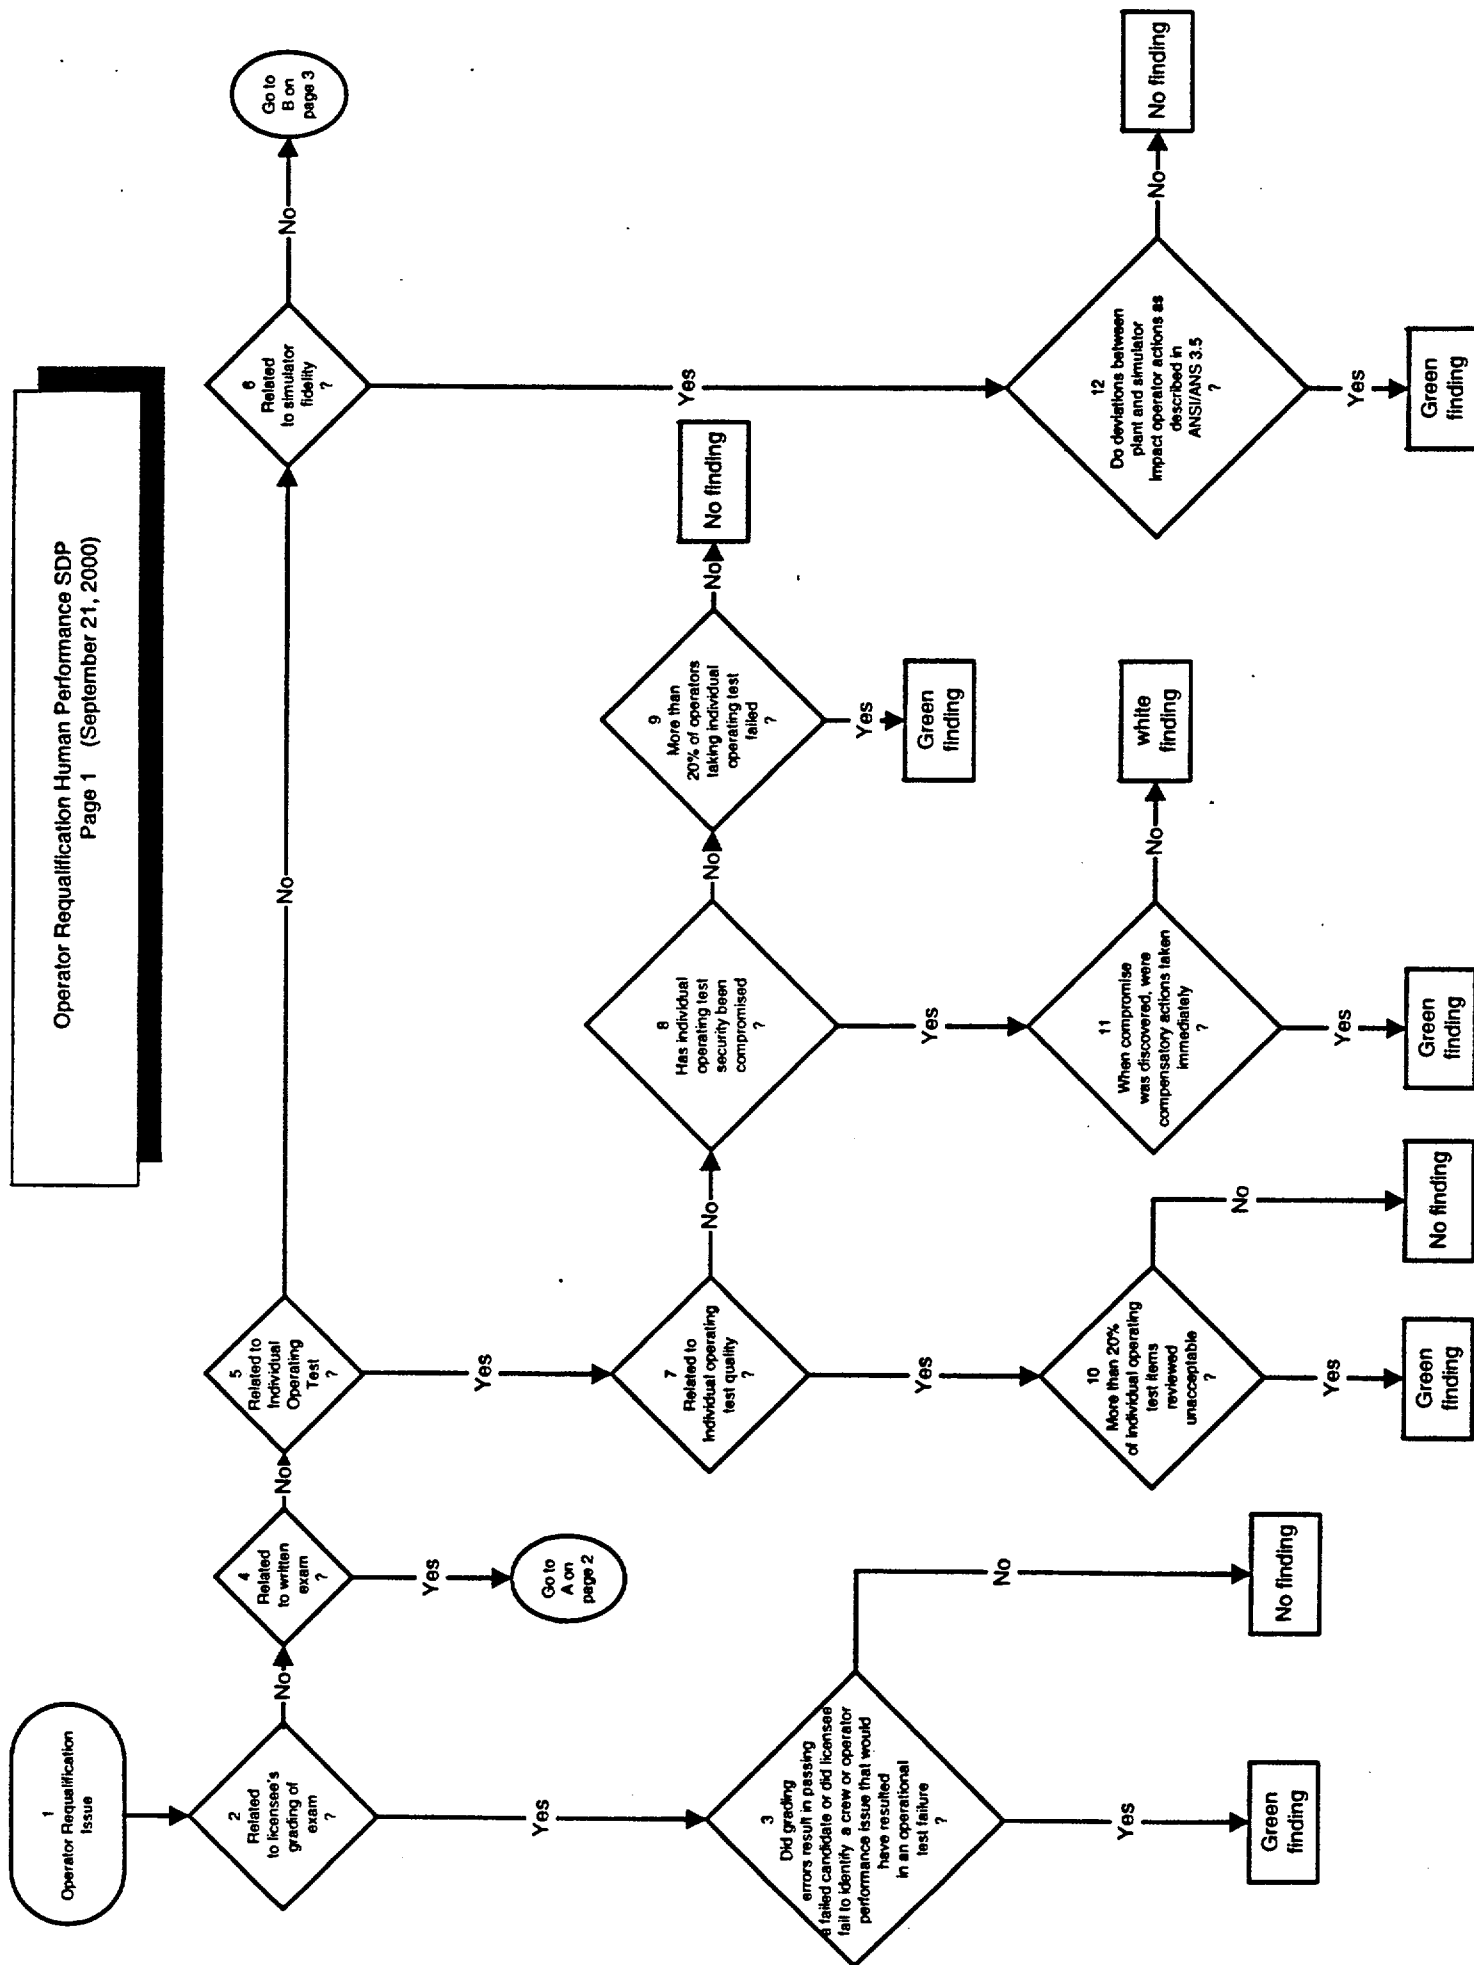 Operator Requalification Human Performance SDP
Page 1 (September 21, 2000)
1
Operator Requalification
Issue
2
Related
to licensee's
grading of
exam
?
No
4
Related
to written
exam
?
No
5
Related to
Individual
Operating
Test
?
No
6
Related
to simulator
fidelity
?
No
Go to
B on
page 3
Yes
Yes
Go to
A on
page 2
Yes
Yes
3
Did grading
errors result in passing
a failed candidate or did licensee
fail to identify a crew or operator
performance issue that would
have resulted
in an operational
test failure
?
No
No finding
Yes
Green
finding
7
Related to
Individual operating
test quality
?
No
8
Has individual
operating test
security been
compromised
?
No
9
More than
20% of operators
taking individual
operating test
failed
?
No
No finding
Yes
Green
finding
Yes
10
More than 20%
of individual operating
test items
reviewed
unacceptable
?
No
No finding
Yes
Green
finding
Yes
11
When compromise
was discovered, were
compensatory actions taken
immediately
?
No
white
finding
Yes
Green
finding
12
Do deviations between
plant and simulator
impact operator actions as
described in
ANSI/ANS 3.5
?
No
No finding
Yes
Green
finding